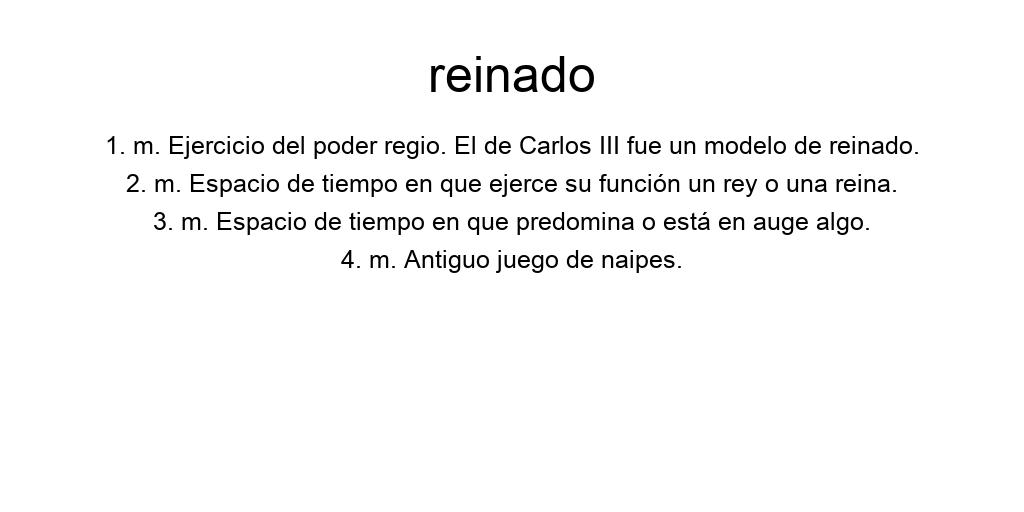 reinado
1. m. Ejercicio del poder regio. El de Carlos III fue un modelo de reinado.
2. m. Espacio de tiempo en que ejerce su función un rey o una reina.
3. m. Espacio de tiempo en que predomina o está en auge algo.
4. m. Antiguo juego de naipes.